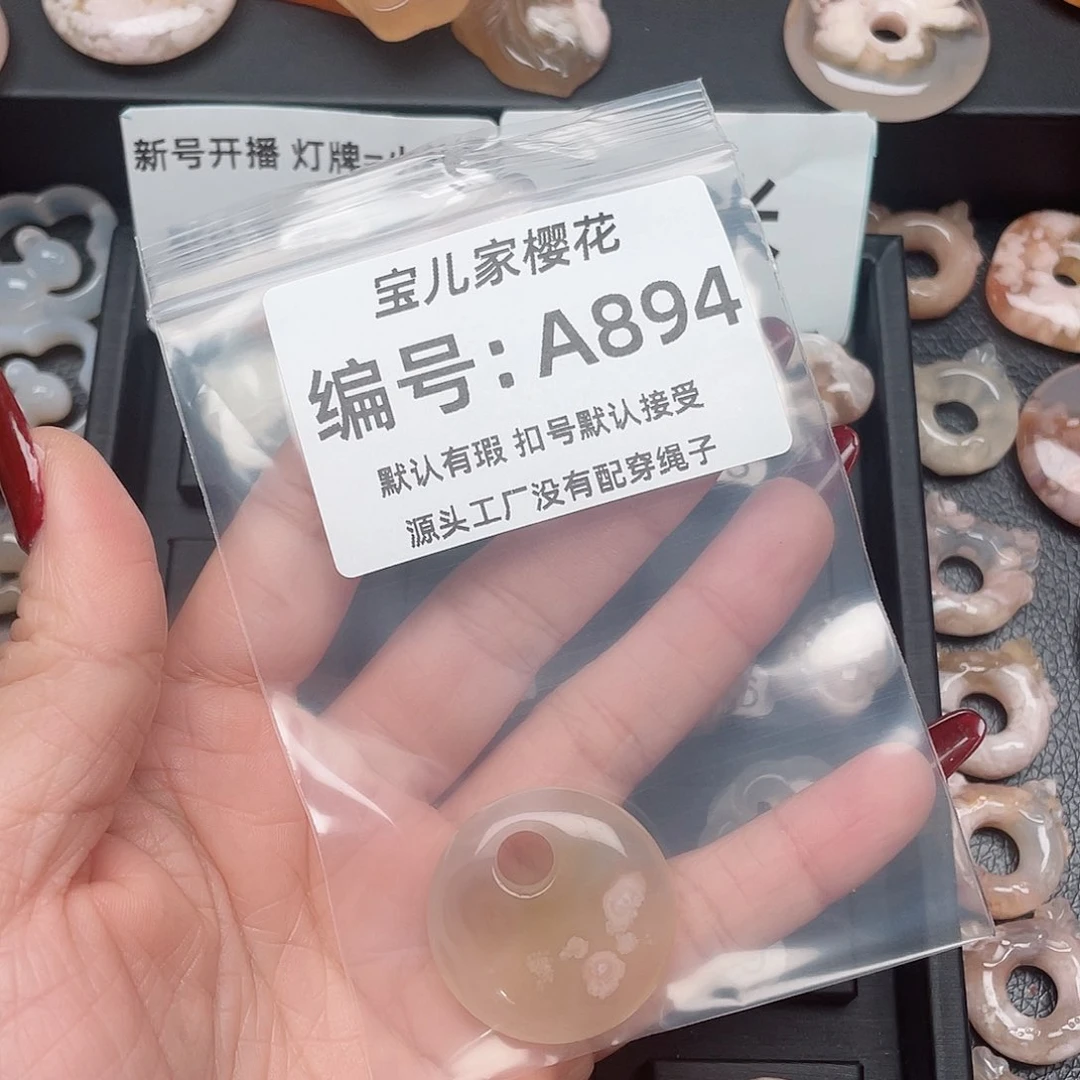 新号开播 灯牌=
宝儿家樱花
编号:A894
默认有瑕 扣号默认接受
源头工厂没有配穿绳子